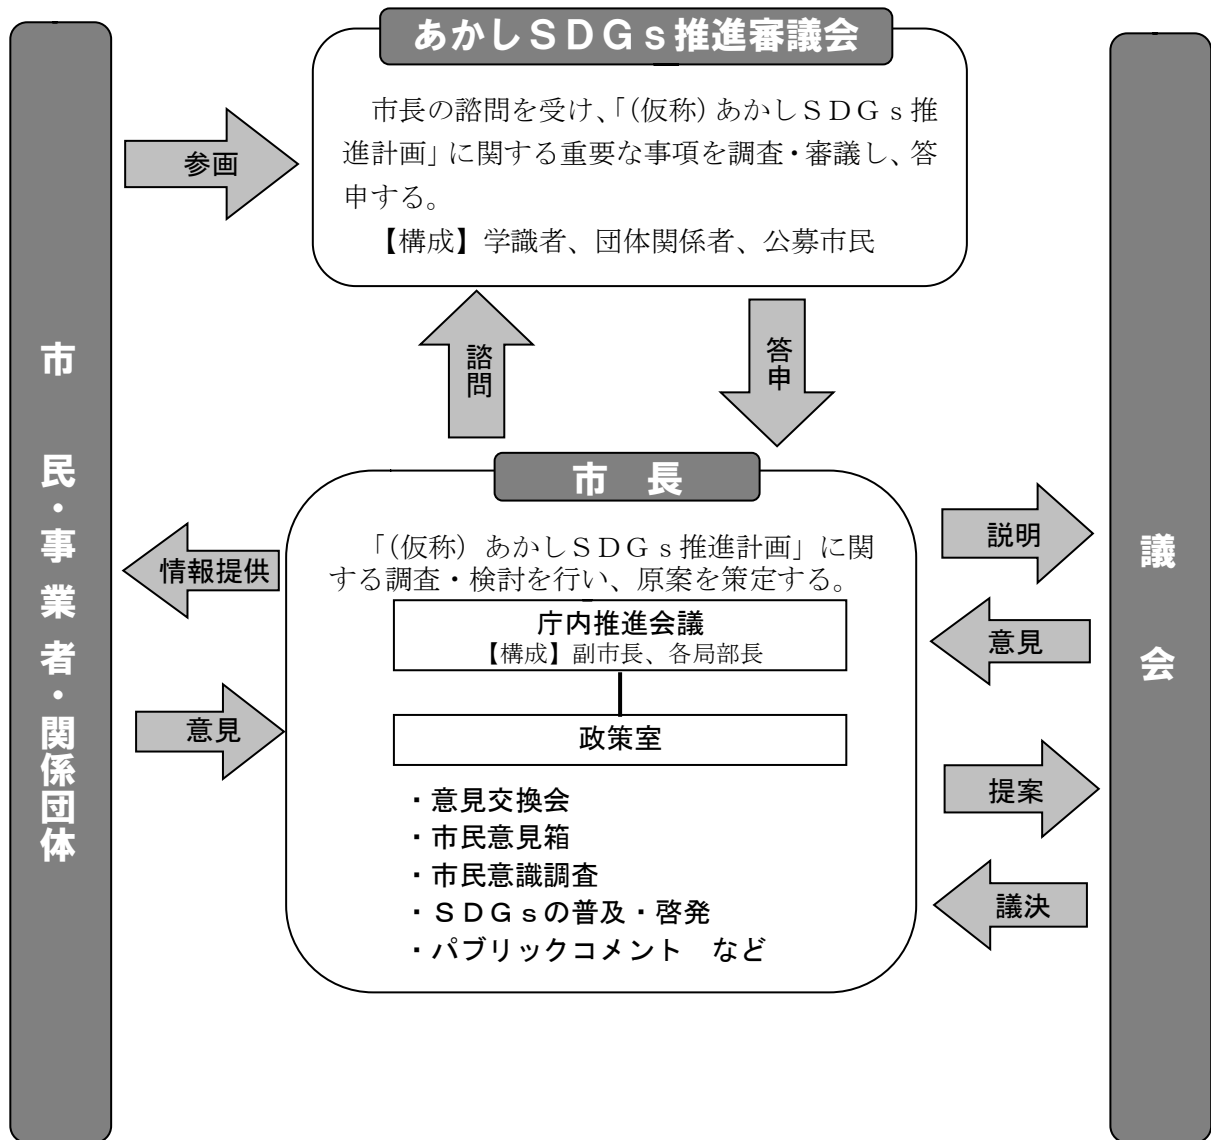 あかしＳＤＧｓ推進審議会
市長の諮問を受け、「(仮称) あかしＳＤＧｓ推
進計画」に関する重要な事項を調査・審議し、答
申する。
【構成】学識者、団体関係者、公募市民
参画
諮問
答申
市民・事業者・関係団体
市　長
「(仮称) あかしＳＤＧｓ推進計画」に関
する調査・検討を行い、原案を策定する。
庁内推進会議
【構成】副市長、各局部長
政策室
・意見交換会
・市民意見箱
・市民意識調査
・ＳＤＧｓの普及・啓発
・パブリックコメント　など
情報提供
意見
説明
意見
提案
議決
議会